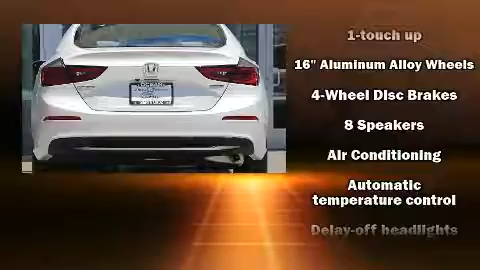 1-touch up
16" Aluminum Alloy Wheels
4-Wheel Disc Brakes
8 Speakers
Air Conditioning
Automatic
temperature control
Delay-off headlights